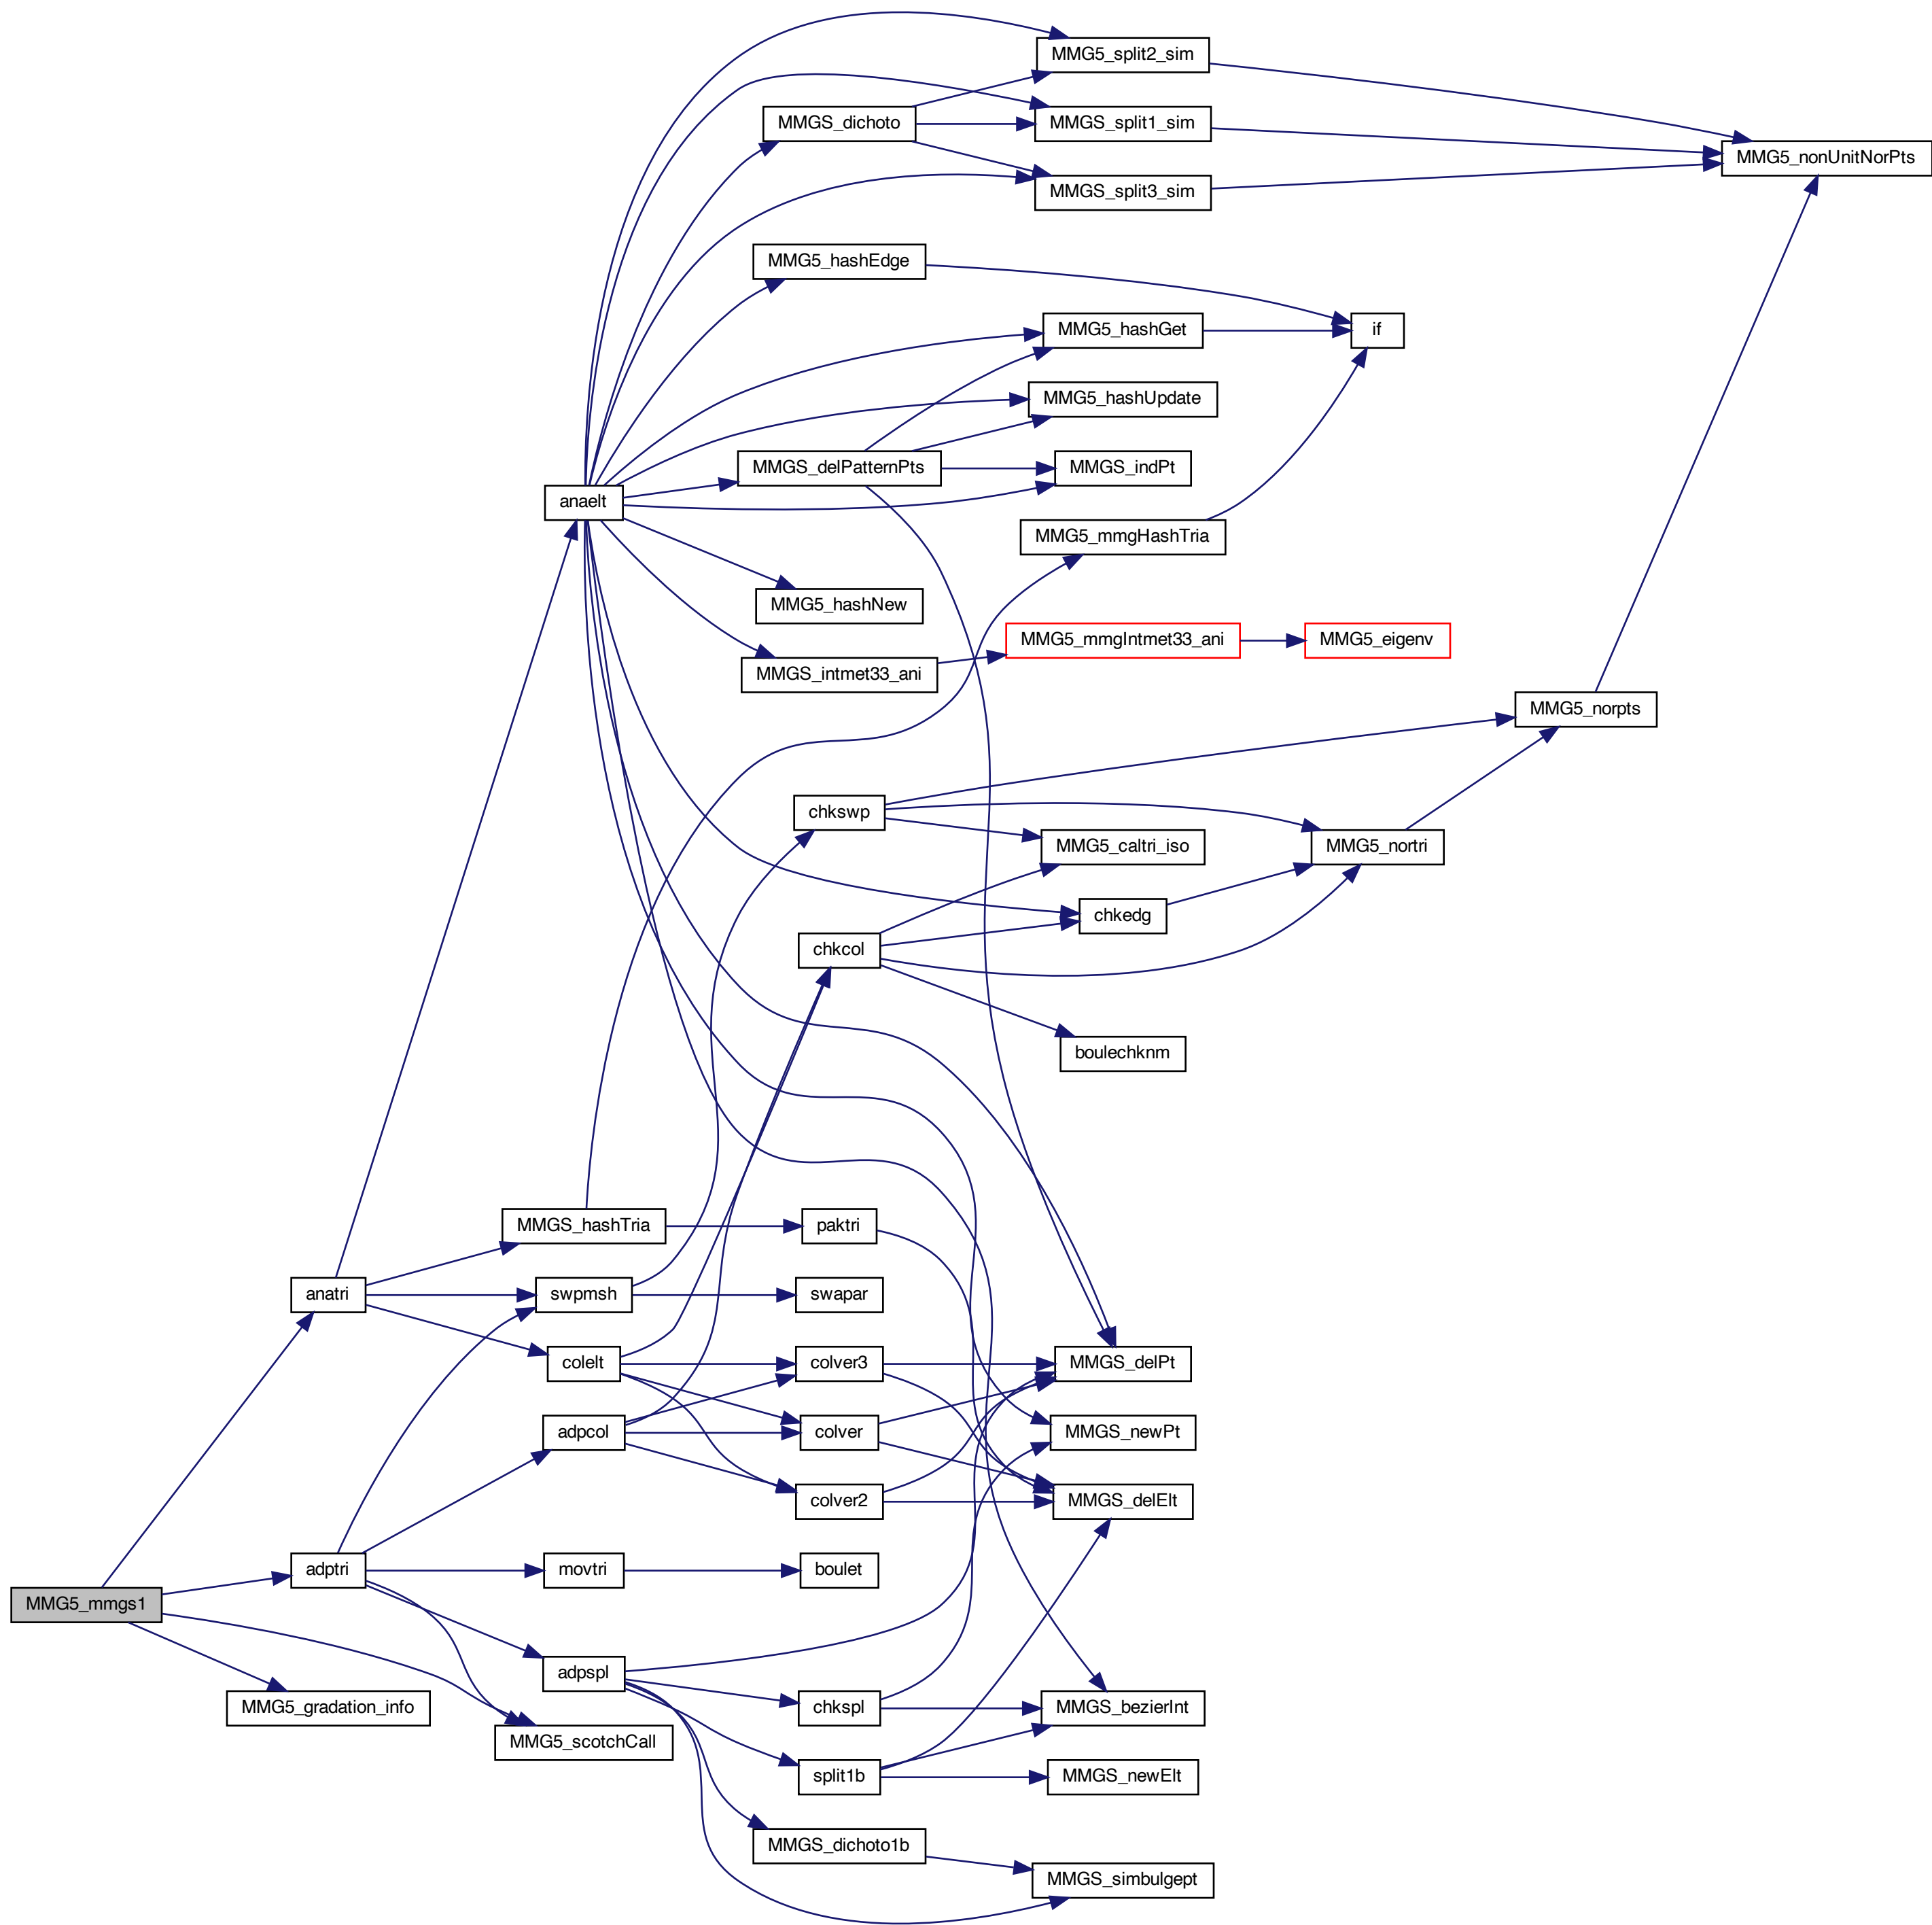 MMG5_split2_sim
MMGS_dichoto
MMGS_split1_sim
MMG5_nonUnitNorPts
MMGS_split3_sim
MMG5_hashEdge
MMG5_hashGet
if
MMG5_hashUpdate
MMGS_delPatternPts
MMGS_indPt
anaelt
MMG5_mmgHashTria
MMG5_hashNew
MMG5_mmgIntmet33_ani
MMG5_eigenv
MMGS_intmet33_ani
MMG5_norpts
chkswp
MMG5_caltri_iso
MMG5_nortri
chkedg
chkcol
boulechknm
MMGS_hashTria
paktri
anatri
swpmsh
swapar
colelt
colver3
MMGS_delPt
adpcol
colver
MMGS_newPt
colver2
MMGS_delElt
adptri
movtri
boulet
MMG5_mmgs1
adpspl
MMG5_gradation_info
chkspl
MMGS_bezierInt
MMG5_scotchCall
split1b
MMGS_newElt
MMGS_dichoto1b
MMGS_simbulgept